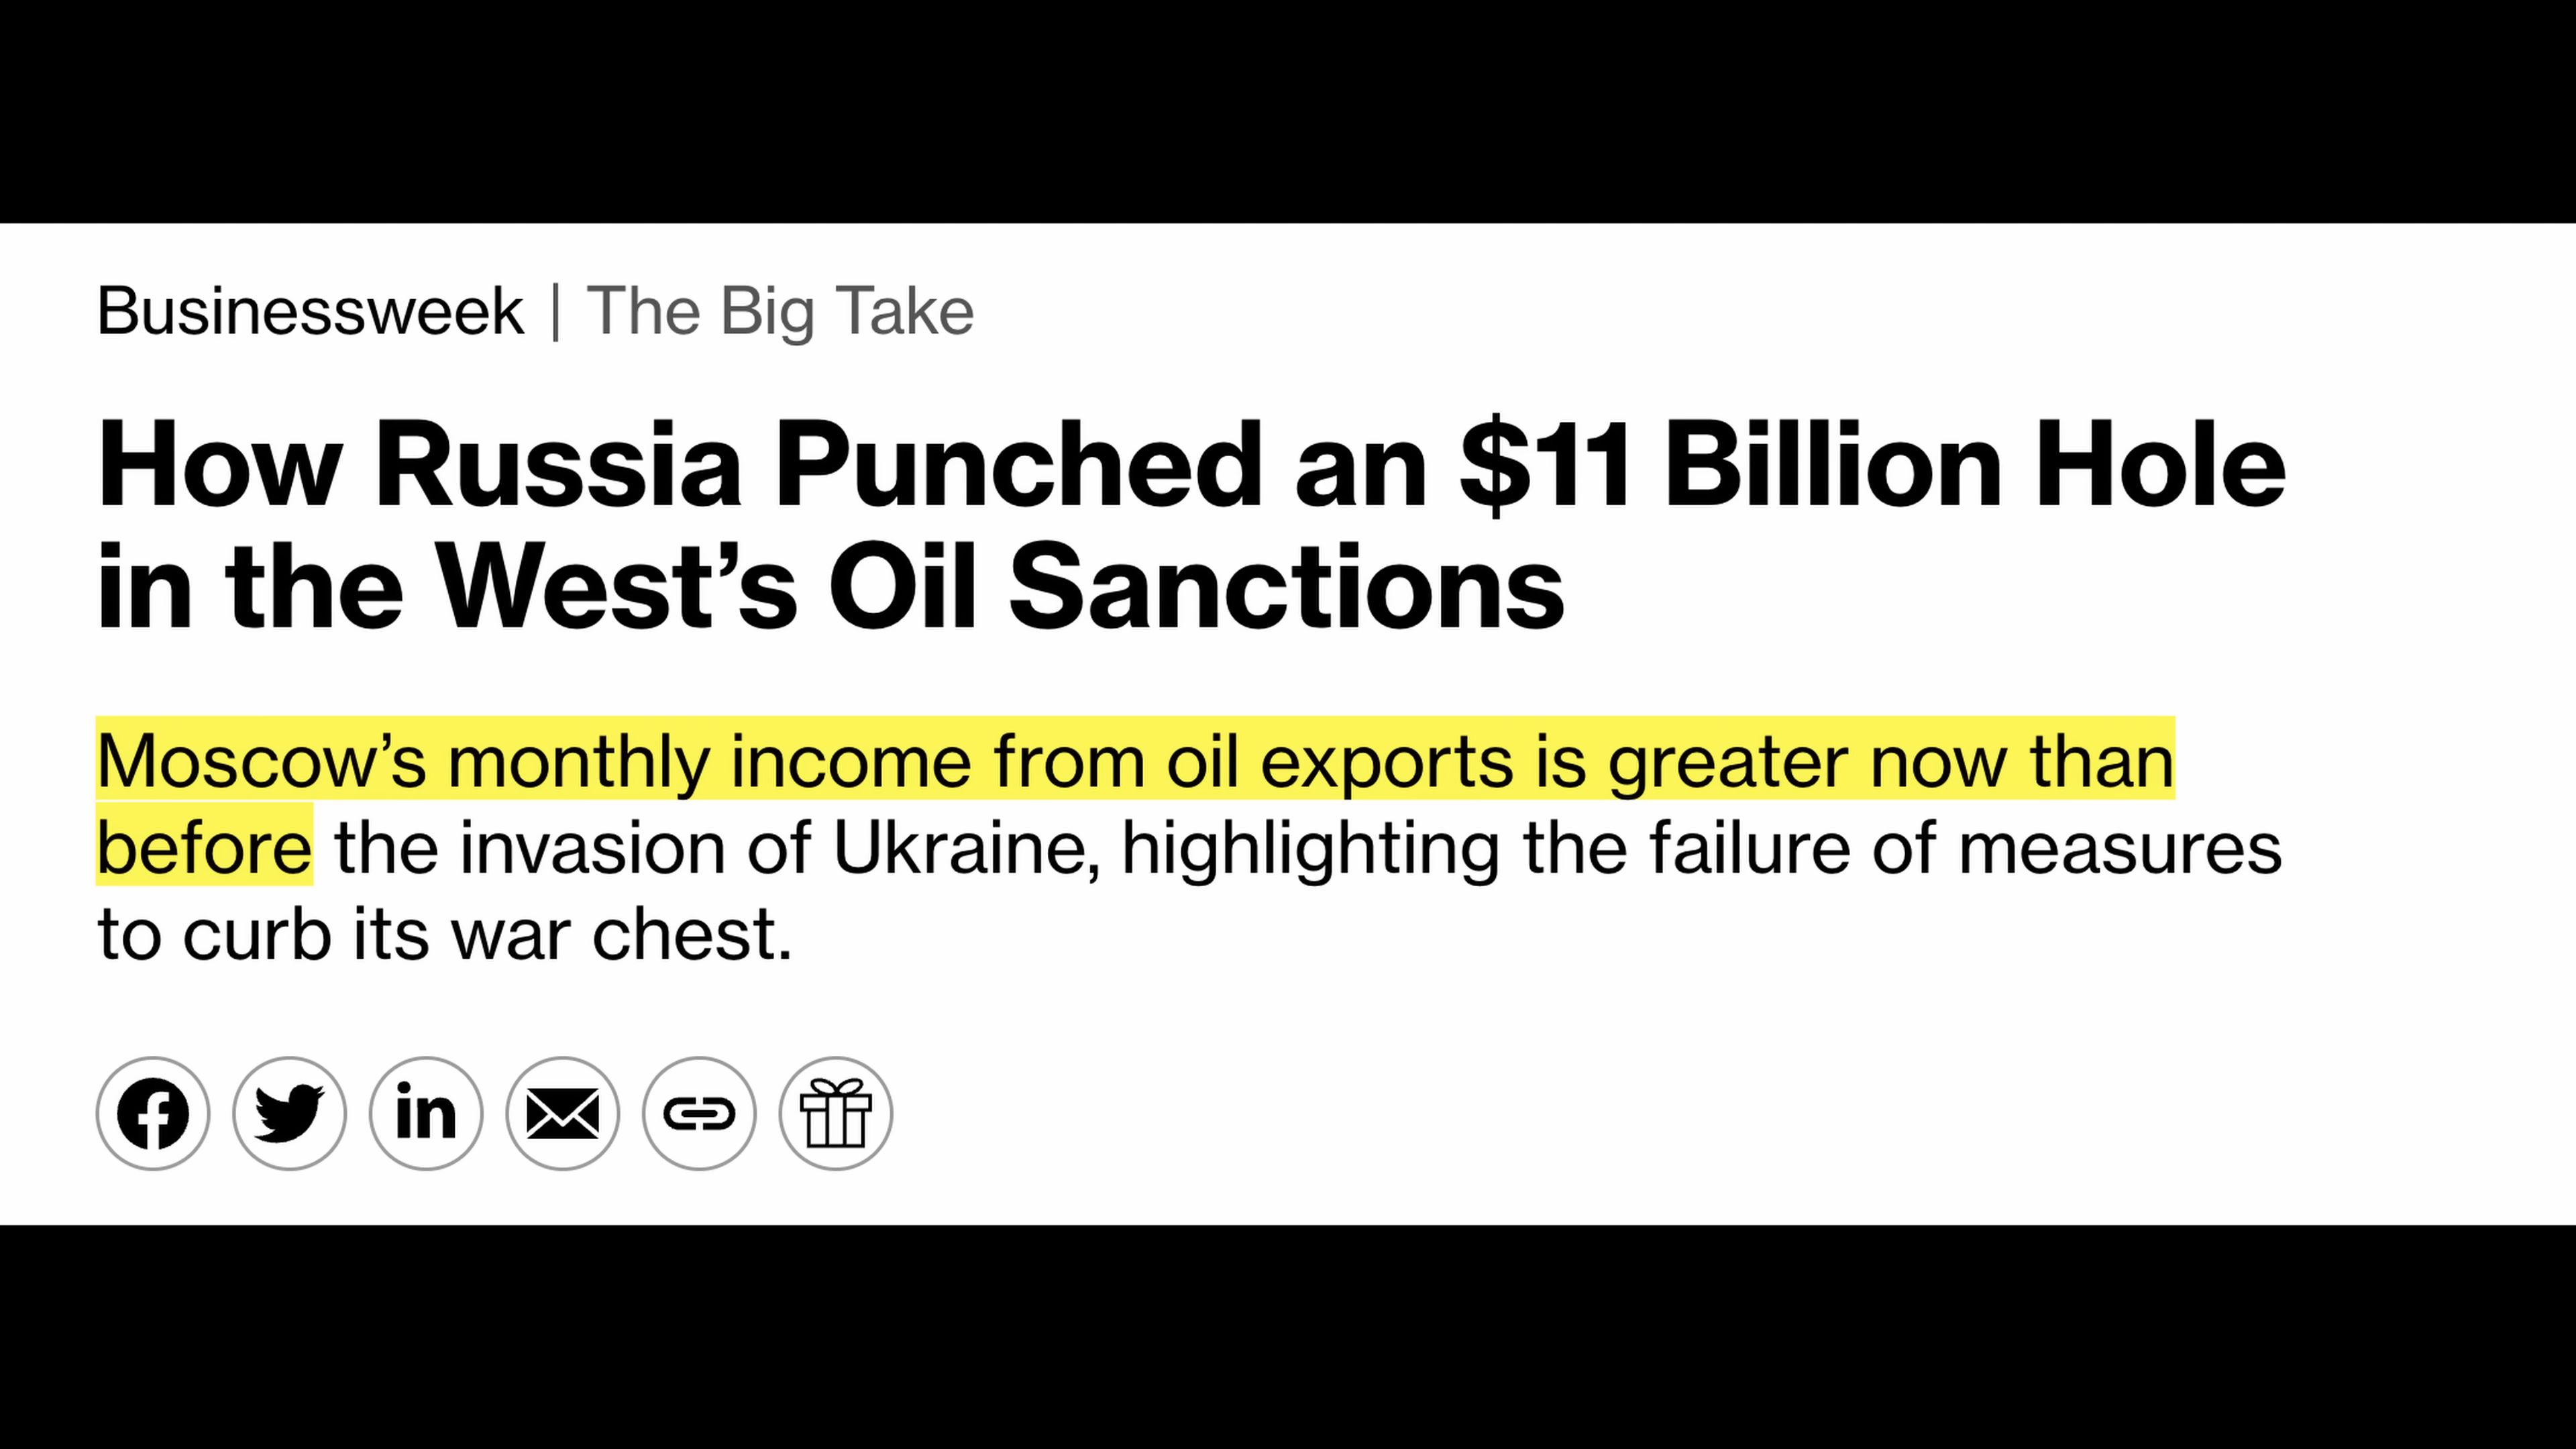 Businessweek | The Big Take
How Russia Punched an $11 Billion Hole
in the West’s Oil Sanctions
Moscow’s monthly income from oil exports is greater now than
before the invasion of Ukraine, highlighting the failure of measures
to curb its war chest.
in